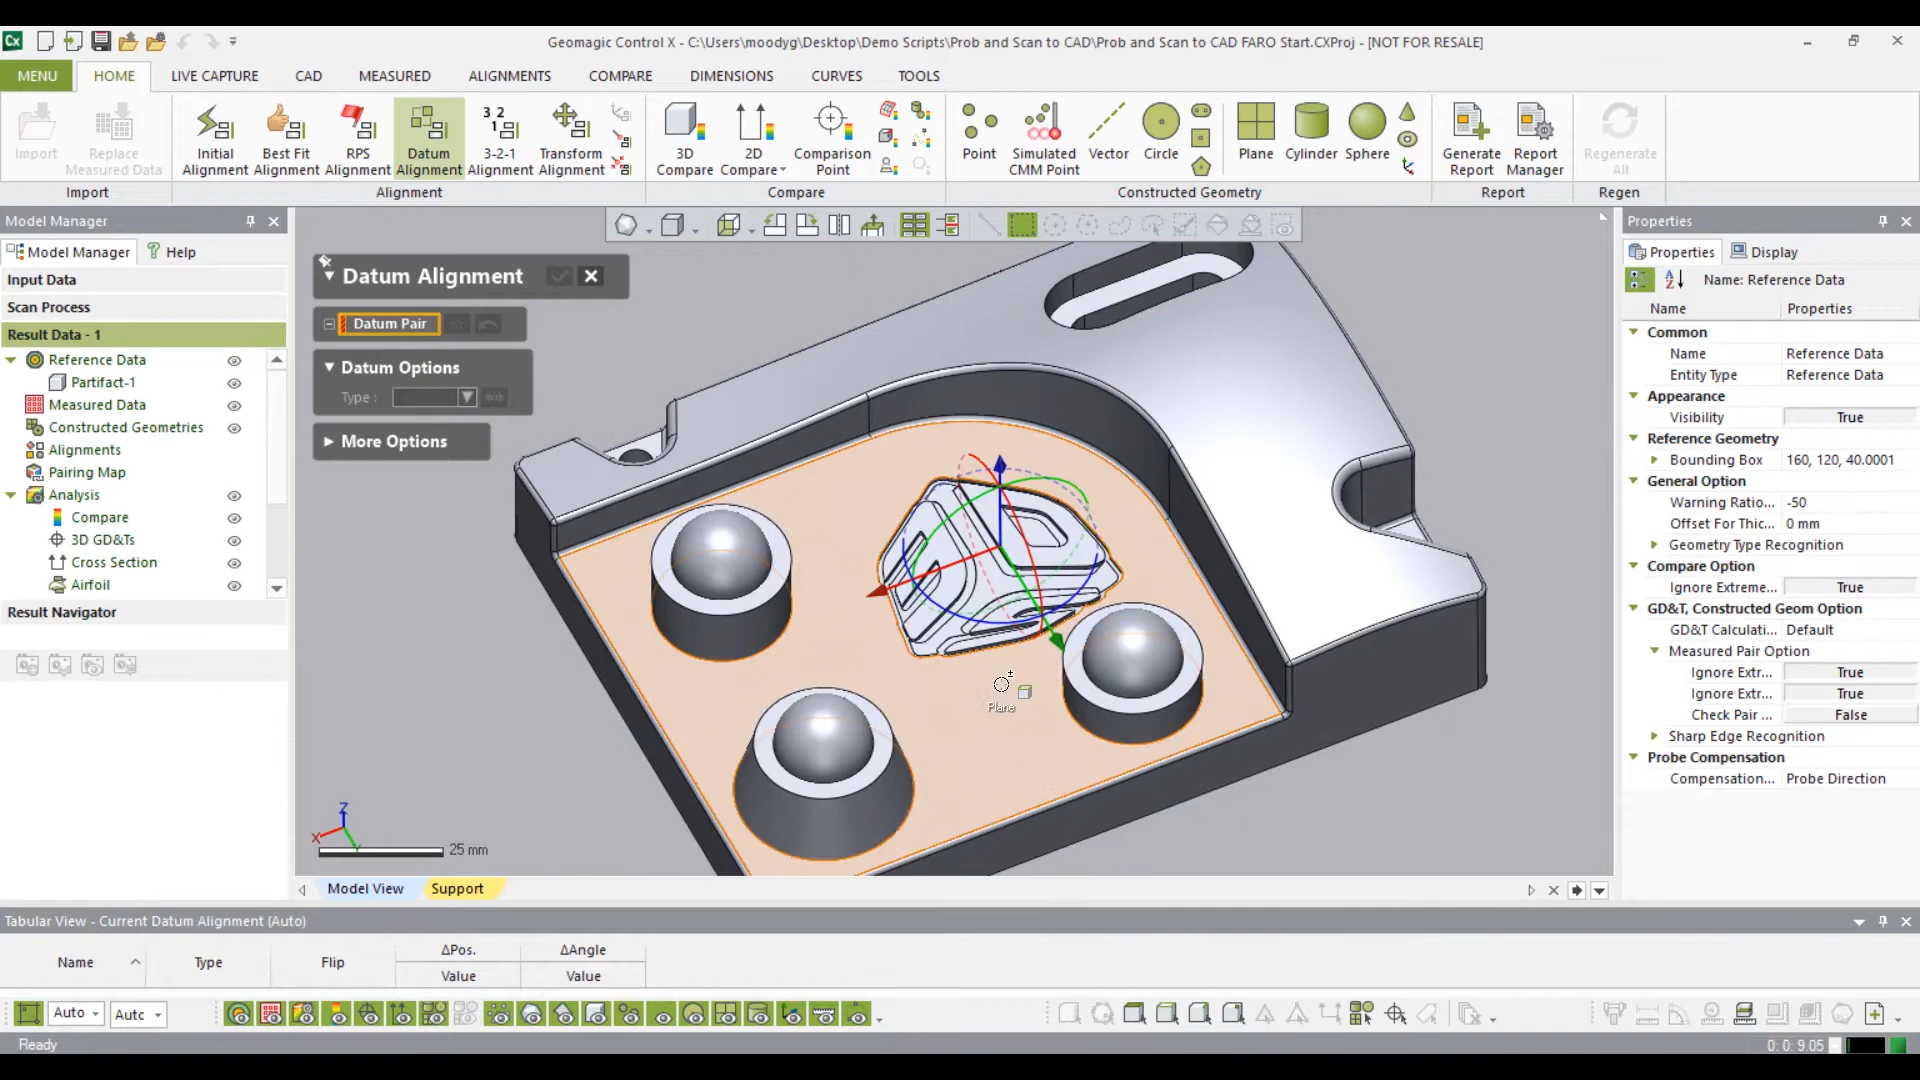 Cx
Geomagic Control X - C:\Users\moodyg\Desktop\Demo Scripts\Prob and Scan to CAD\Prob and Scan to CAD FARO Start.CXProj - [NOT FOR RESALE]
MENU HOME LIVE CAPTURE CAD MEASURED ALIGNMENTS COMPARE DIMENSIONS CURVES TOOLS
3 2 1
Import Replace Measured Data Initial Alignment Best Fit Alignment RPS Alignment Datum Alignment 3-2-1 Alignment Transform Alignment 3D Compare 2D Compare Comparison Point Point Simulated CMM Point Vector Circle Plane Cylinder Sphere Generate Report Report Manager Regenerate All
Import Alignment Compare Constructed Geometry Report Regen
Model Manager
Model Manager Help
Input Data
Scan Process
Result Data - 1
Reference Data
Partifact-1
Measured Data
Constructed Geometries
Alignments
Pairing Map
Analysis
Compare
3D GD&Ts
Cross Section
Airfoil
Result Navigator
Datum Alignment
Datum Pair
Datum Options
Type :
More Options
Plane
Z
X
25 mm
Model View Support
Properties
Properties Display
A Z Name: Reference Data
Name Properties
Common
Name Reference Data
Entity Type Reference Data
Appearance
Visibility True
Reference Geometry
Bounding Box 160, 120, 40.0001
General Option
Warning Ratio... -50
Offset For Thic... 0 mm
Geometry Type Recognition
Compare Option
Ignore Extreme... True
GD&T, Constructed Geom Option
GD&T Calculati... Default
Measured Pair Option
Ignore Extr... True
Ignore Extr... True
Check Pair ... False
Sharp Edge Recognition
Probe Compensation
Compensation... Probe Direction
Tabular View - Current Datum Alignment (Auto)
Name Type Flip ΔPos. ΔAngle
Value Value
Auto Autc
Ready 0: 0: 9.05